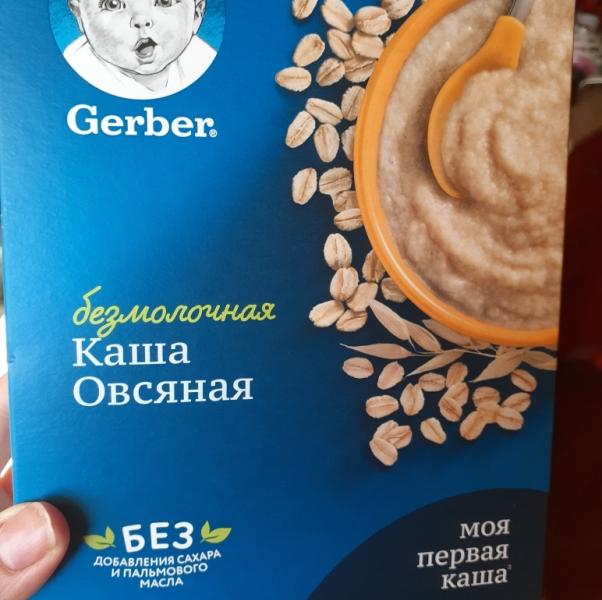 Gerber®
безмолочная
Каша
Овсяная
БЕЗ
ДОБАВЛЕНИЯ САХАРА
И ПАЛЬМОВОГО
МАСЛА
моя
первая
каша